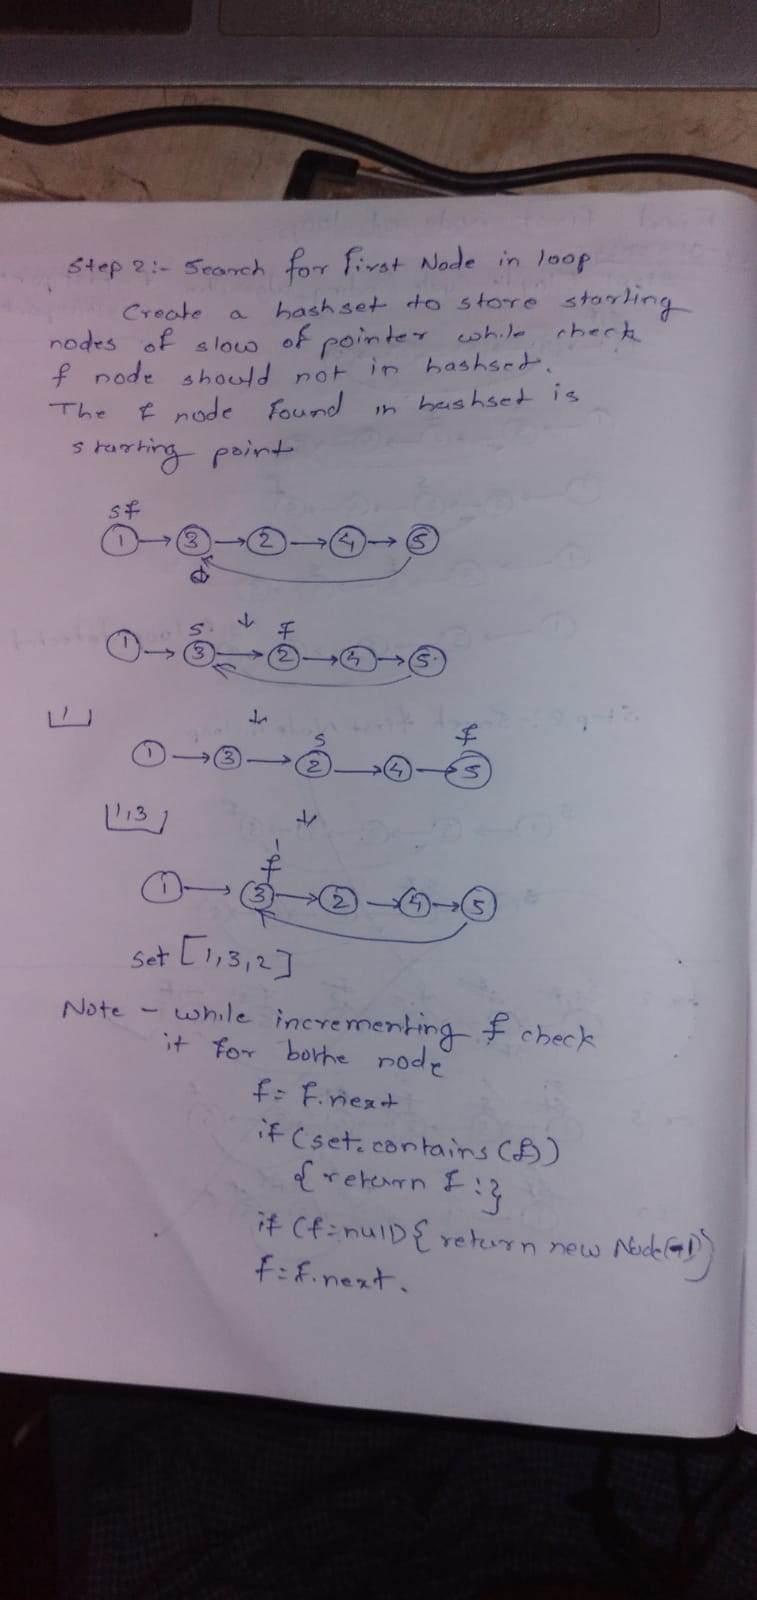 Step 2:- Search for First Node in loop
Create a hashset to store starting
nodes of slow of pointer while check
f node should not in hashset.
The f node found in hashset is
starting point
s f
1 → 3 → 2 → 4 → 5
↓
s f
1 → 3 → 2 → 4 → 5
[1]
↓
s f
1 → 3 → 2 → 4 → 5
[1,3]
↓
f
1 → 3 → 2 → 4 → 5
set [1,3,2]
Note - while incrementing f check
it for bothe node
f = f.next
if (set.contains(f))
{ return f ; }
if (f=null) { return new Node(-1)}
f = f.next.